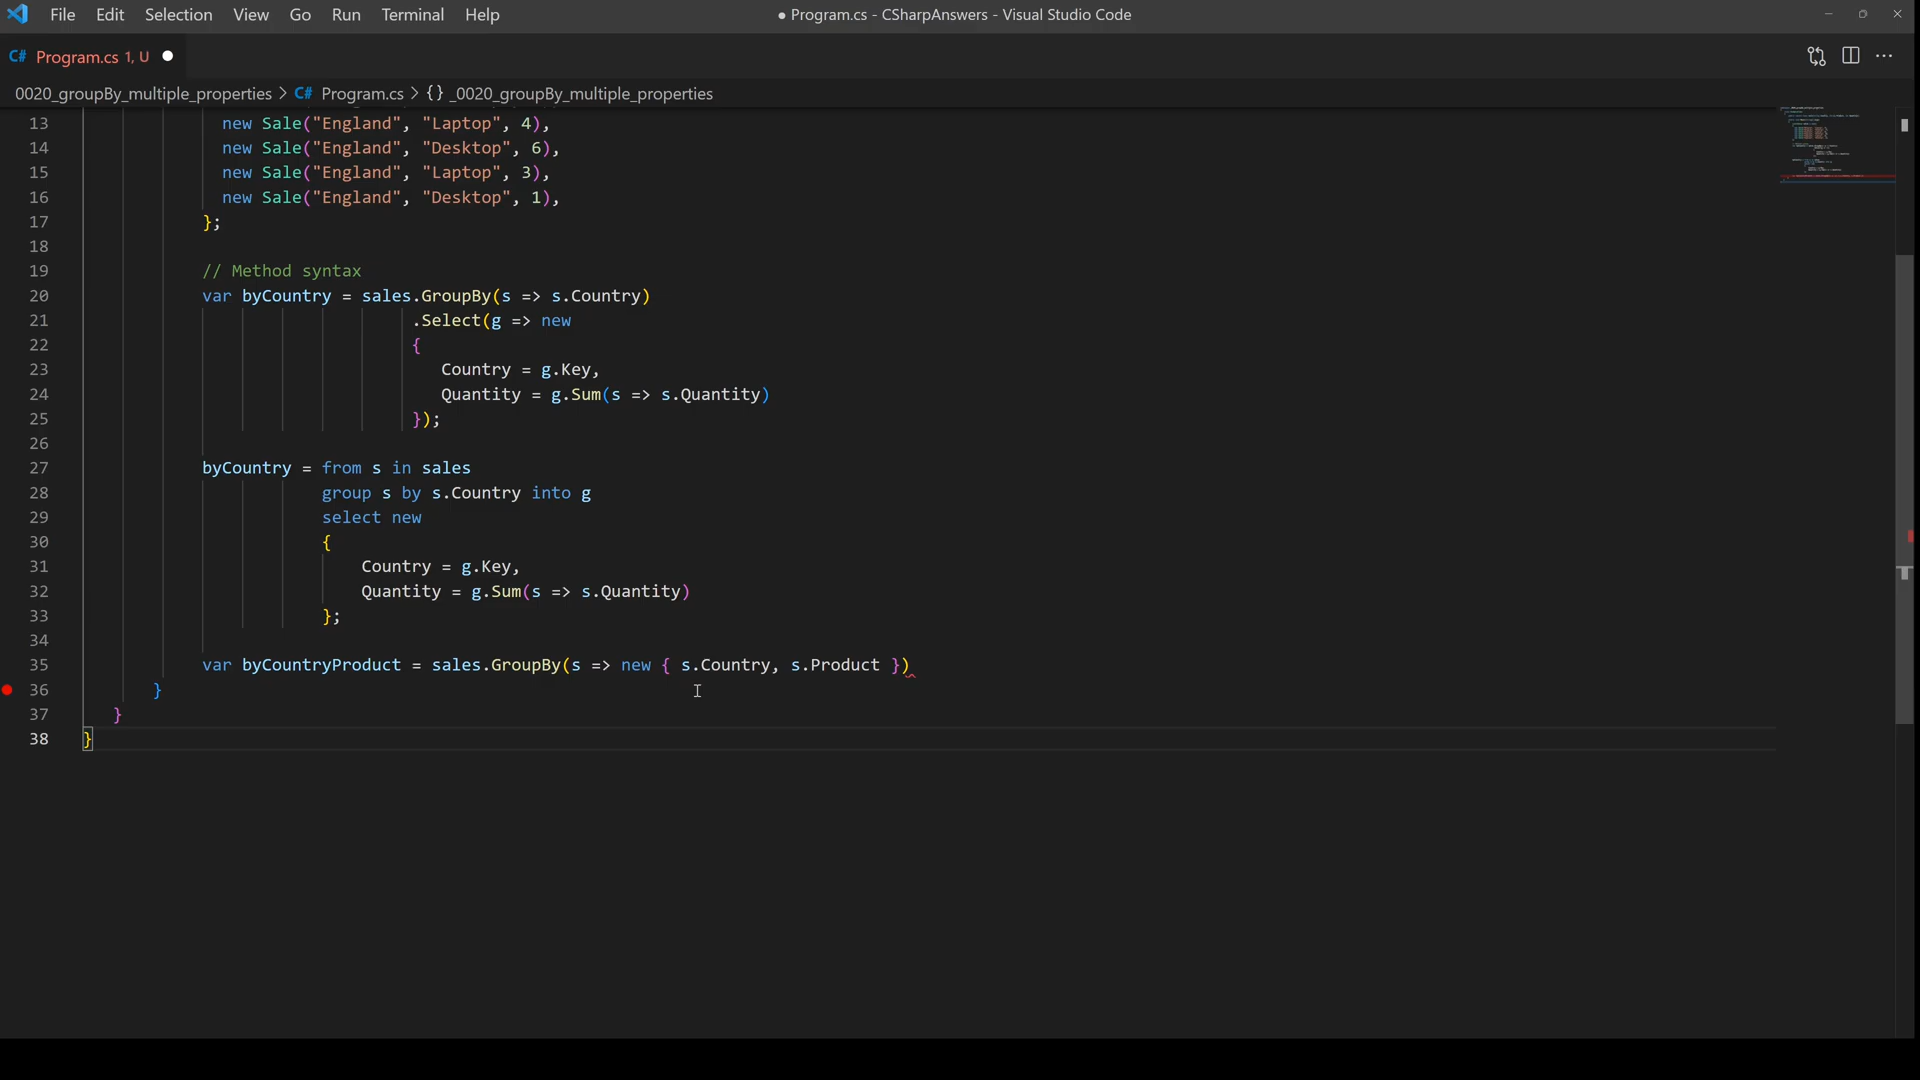 File Edit Selection View Go Run Terminal Help
● Program.cs - CSharpAnswers - Visual Studio Code
C# Program.cs 1, U
0020_groupBy_multiple_properties > C# Program.cs > {} _0020_groupBy_multiple_properties
13 new Sale("England", "Laptop", 4),
14 new Sale("England", "Desktop", 6),
15 new Sale("England", "Laptop", 3),
16 new Sale("England", "Desktop", 1),
17 };
18
19 // Method syntax
20 var byCountry = sales.GroupBy(s => s.Country)
21 .Select(g => new
22 {
23 Country = g.Key,
24 Quantity = g.Sum(s => s.Quantity)
25 });
26
27 byCountry = from s in sales
28 group s by s.Country into g
29 select new
30 {
31 Country = g.Key,
32 Quantity = g.Sum(s => s.Quantity)
33 };
34
35 var byCountryProduct = sales.GroupBy(s => new { s.Country, s.Product })
36 }
37 }
38 }